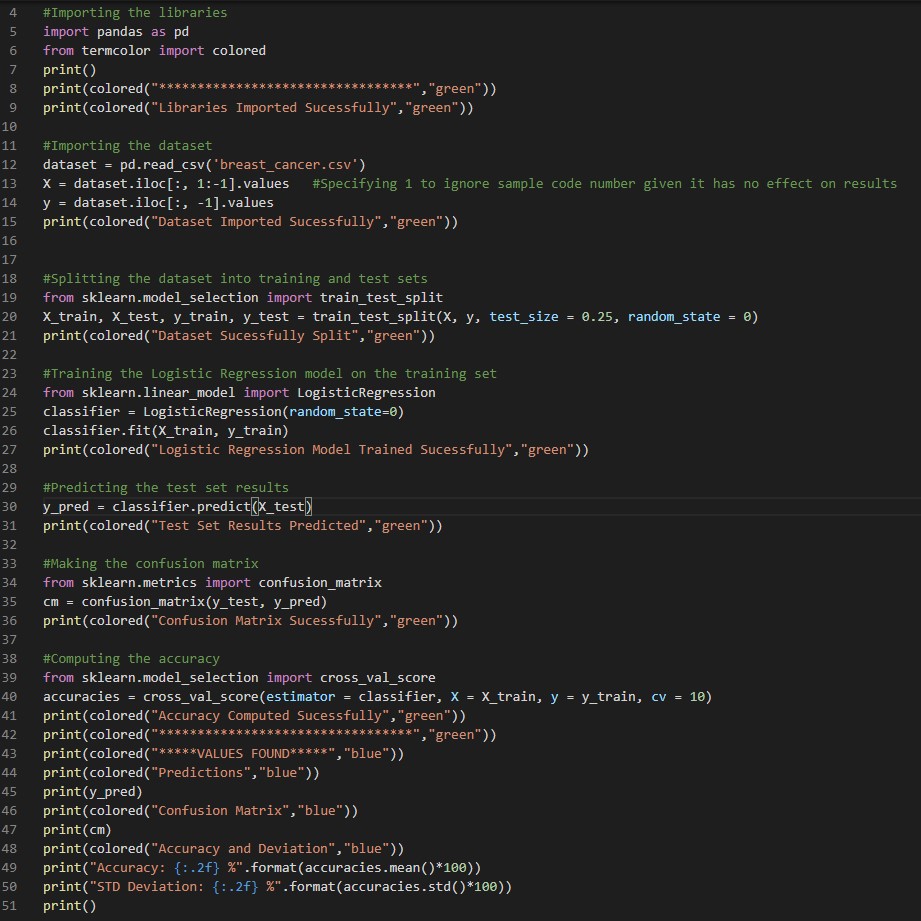 4 #Importing the libraries
5 import pandas as pd
6 from termcolor import colored
7 print()
8 print(colored("*********************************","green"))
9 print(colored("Libraries Imported Sucessfully","green"))
10
11 #Importing the dataset
12 dataset = pd.read_csv('breast_cancer.csv')
13 X = dataset.iloc[:, 1:-1].values   #Specifying 1 to ignore sample code number given it has no effect on results
14 y = dataset.iloc[:, -1].values
15 print(colored("Dataset Imported Sucessfully","green"))
16
17
18 #Splitting the dataset into training and test sets
19 from sklearn.model_selection import train_test_split
20 X_train, X_test, y_train, y_test = train_test_split(X, y, test_size = 0.25, random_state = 0)
21 print(colored("Dataset Sucessfully Split","green"))
22
23 #Training the Logistic Regression model on the training set
24 from sklearn.linear_model import LogisticRegression
25 classifier = LogisticRegression(random_state=0)
26 classifier.fit(X_train, y_train)
27 print(colored("Logistic Regression Model Trained Sucessfully","green"))
28
29 #Predicting the test set results
30 y_pred = classifier.predict(X_test)
31 print(colored("Test Set Results Predicted","green"))
32
33 #Making the confusion matrix
34 from sklearn.metrics import confusion_matrix
35 cm = confusion_matrix(y_test, y_pred)
36 print(colored("Confusion Matrix Sucessfully","green"))
37
38 #Computing the accuracy
39 from sklearn.model_selection import cross_val_score
40 accuracies = cross_val_score(estimator = classifier, X = X_train, y = y_train, cv = 10)
41 print(colored("Accuracy Computed Sucessfully","green"))
42 print(colored("*********************************","green"))
43 print(colored("*****VALUES FOUND*****","blue"))
44 print(colored("Predictions","blue"))
45 print(y_pred)
46 print(colored("Confusion Matrix","blue"))
47 print(cm)
48 print(colored("Accuracy and Deviation","blue"))
49 print("Accuracy: {:.2f} %".format(accuracies.mean()*100))
50 print("STD Deviation: {:.2f} %".format(accuracies.std()*100))
51 print()